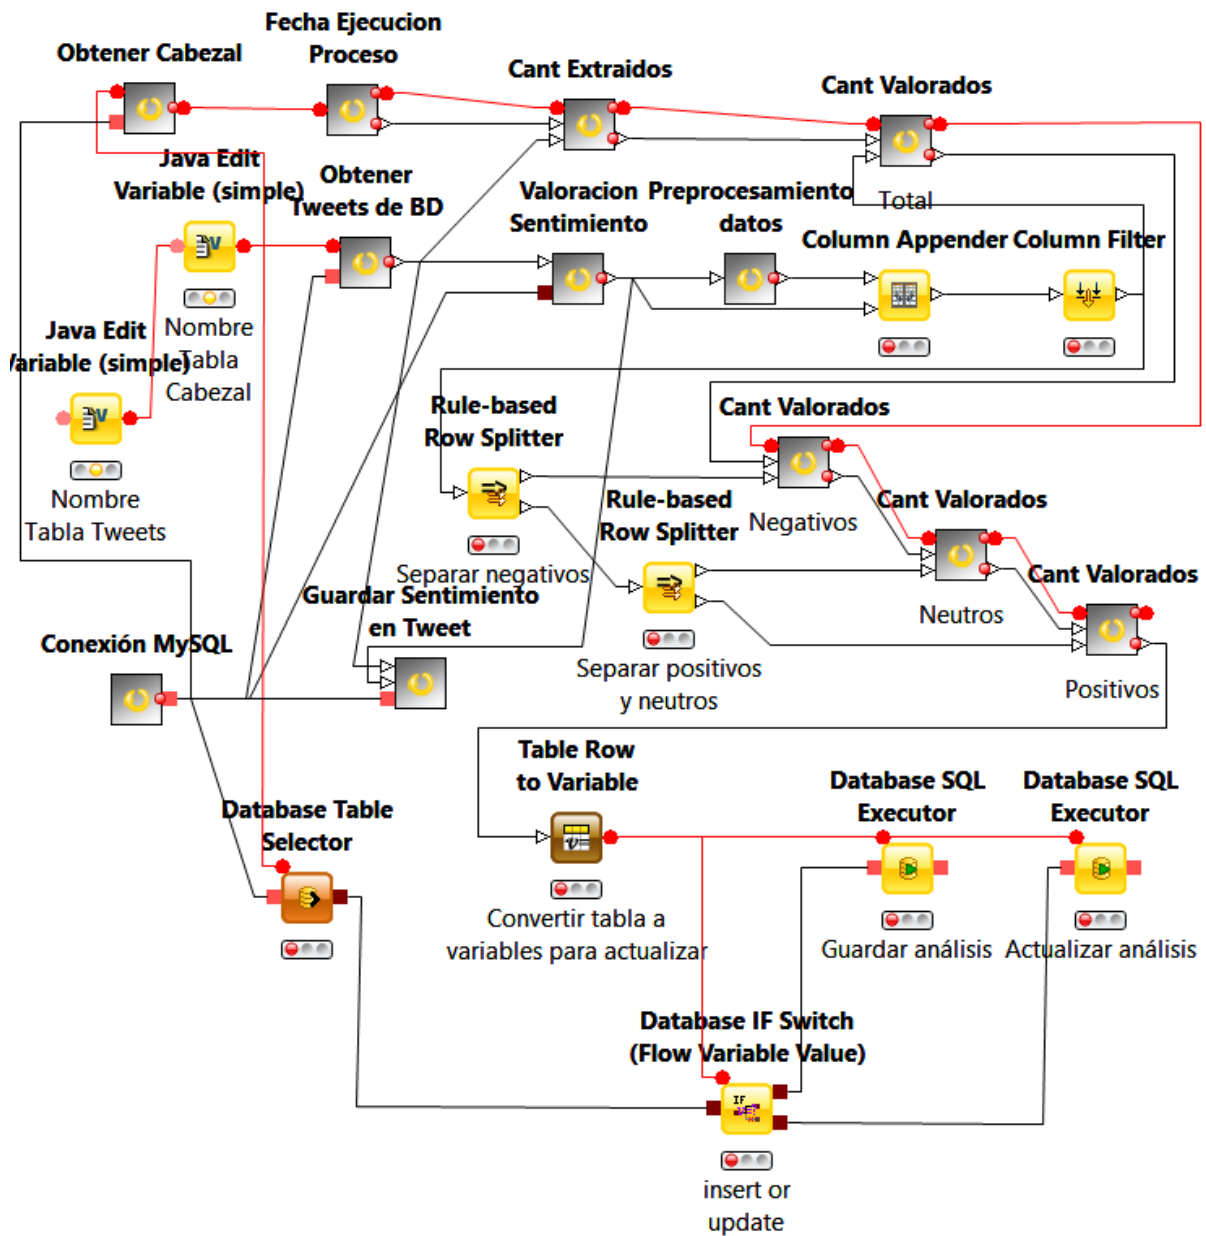 Fecha Ejecucion
Proceso
Obtener Cabezal
Cant Extraidos
Cant Valorados
Total
Java Edit
Variable (simple)
Nombre
Tabla
Cabezal
Obtener
Tweets de BD
Valoracion
Sentimiento
Preprocesamiento
datos
Column Appender
Column Filter
Java Edit
Variable (simple)
Nombre
Tabla Tweets
Rule-based
Row Splitter
Separar negativos
Cant Valorados
Negativos
Rule-based
Row Splitter
Separar positivos
y neutros
Cant Valorados
Neutros
Cant Valorados
Positivos
Guardar Sentimiento
en Tweet
Conexión MySQL
Database Table
Selector
Table Row
to Variable
Convertir tabla a
variables para actualizar
Database SQL
Executor
Guardar análisis
Database SQL
Executor
Actualizar análisis
Database IF Switch
(Flow Variable Value)
IF
insert or
update